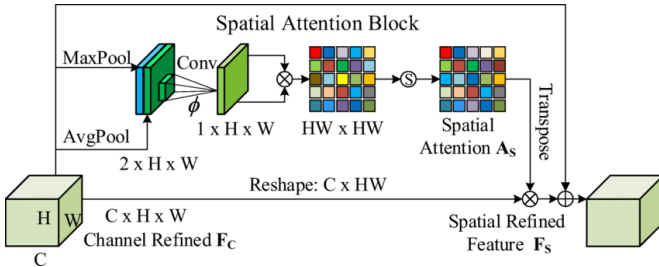 Spatial Attention Block
MaxPool
Conv
ϕ
AvgPool
1 x H x W
HW x HW
S
Spatial
Attention A_S
Transpose
2 x H x W
Reshape: C x HW
H
W
C
C x H x W
Channel Refined F_C
Spatial Refined
Feature F_S